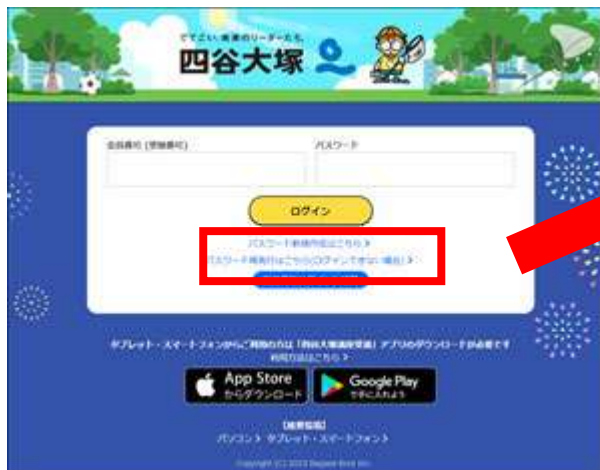 でてこい、未来のリーダーたち。
四谷大塚
会員番号 (受験番号)
パスワード
ログイン
パスワード新規作成はこちら >
パスワード再発行はこちら(ログインできない場合) >
タブレット・スマートフォンからご利用の方は「四谷大塚講座受講」アプリのダウンロードが必要です
利用方法はこちら >
App Store
からダウンロード
Google Play
で手に入れよう
【推奨環境】
パソコン > タブレット・スマートフォン >